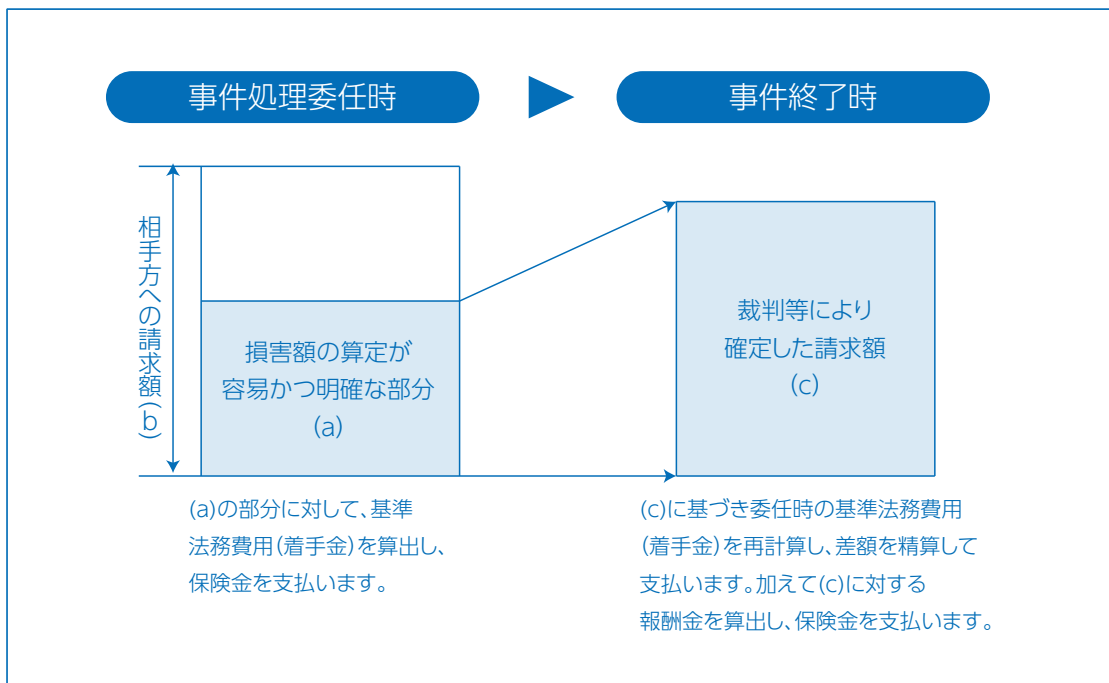 事件処理委任時
事件終了時
相手方への請求額(b)
損害額の算定が
容易かつ明確な部分
(a)
裁判等により
確定した請求額
(c)
(a)の部分に対して、基準
法務費用(着手金)を算出し、
保険金を支払います。
(c)に基づき委任時の基準法務費用
(着手金)を再計算し、差額を精算して
支払います。加えて(c)に対する
報酬金を算出し、保険金を支払います。